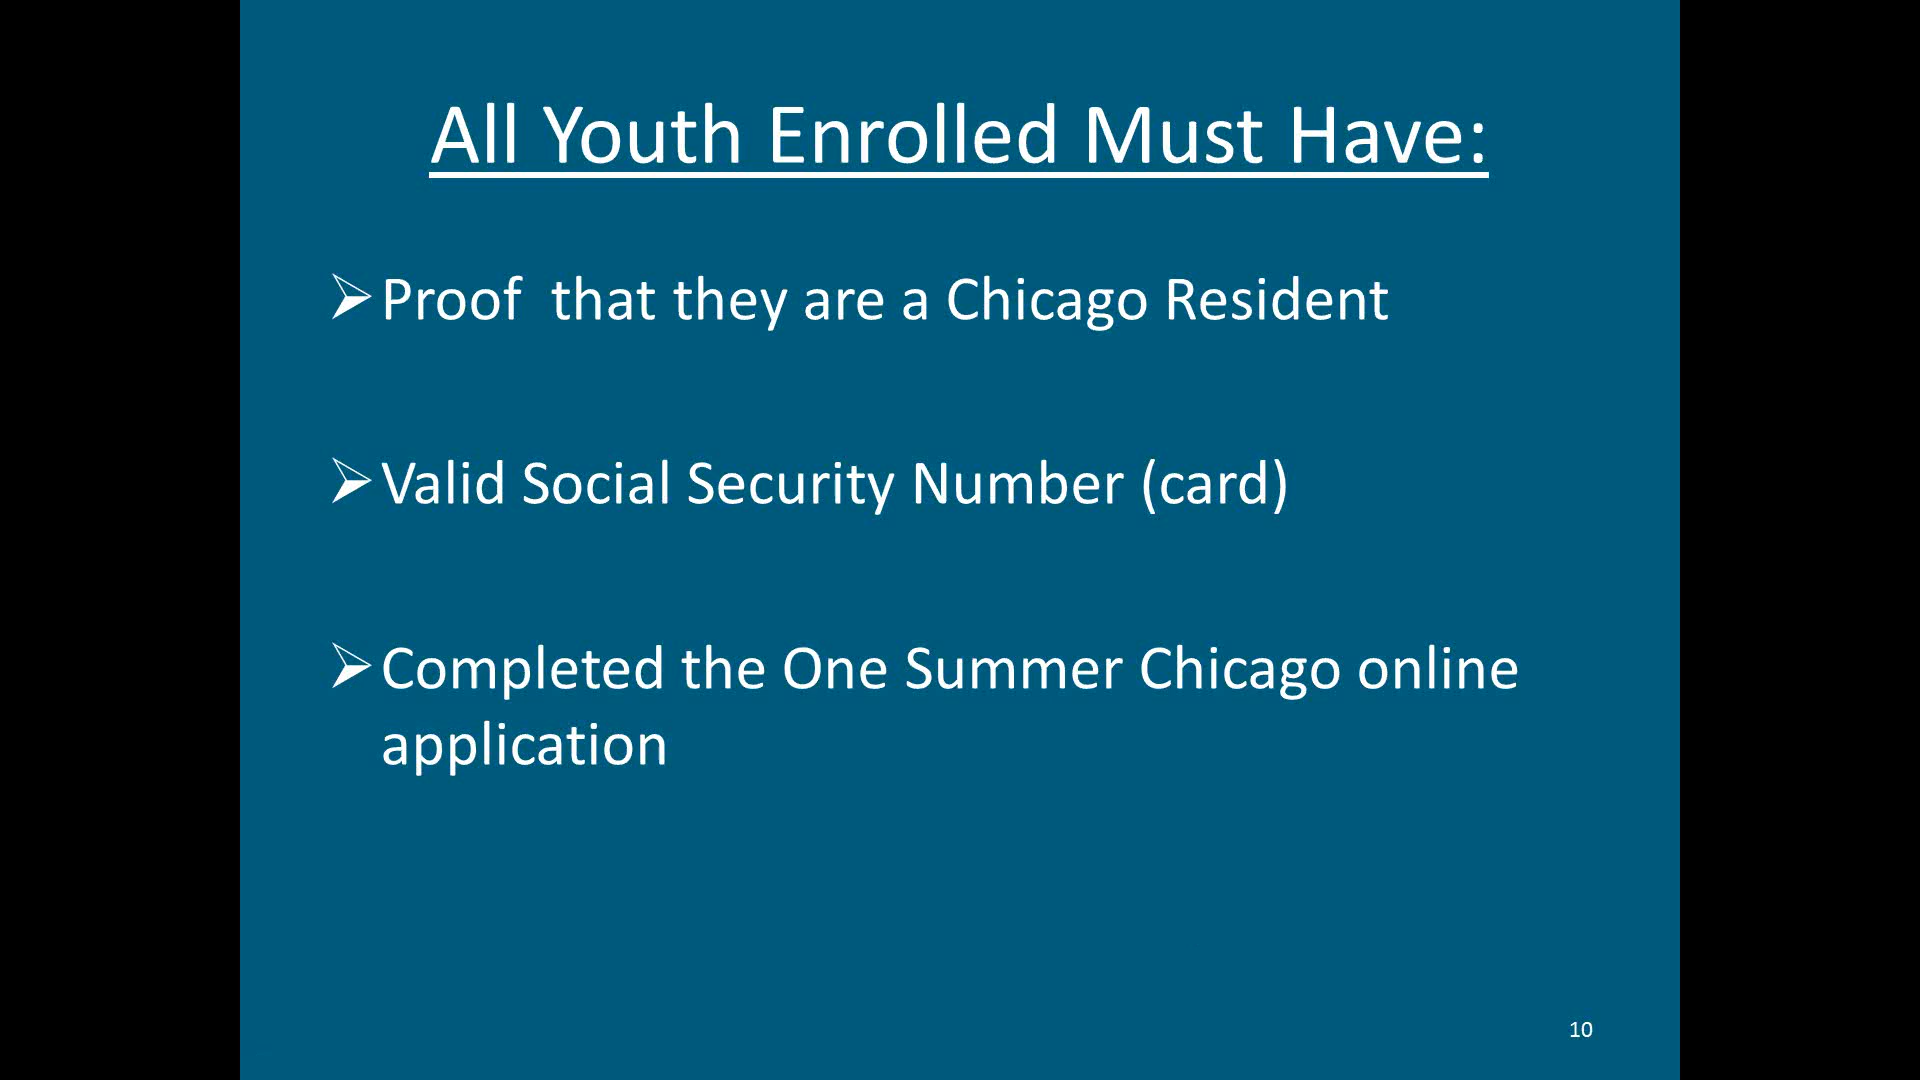 All Youth Enrolled Must Have:
➢Proof  that they are a Chicago Resident
➢Valid Social Security Number (card)
➢Completed the One Summer Chicago online
application
10